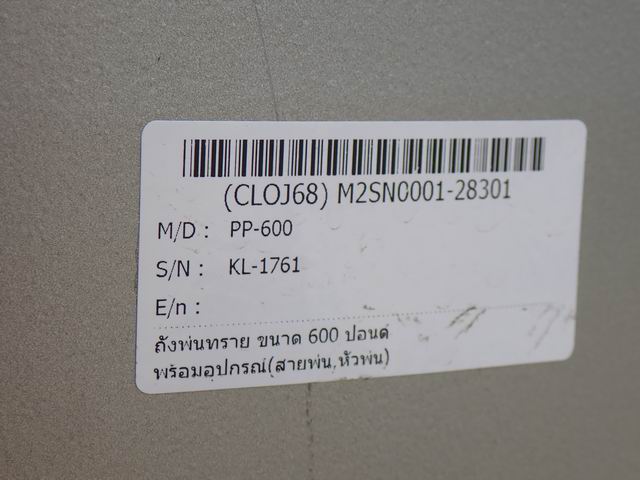 (CLOJ68) M2SN0001-28301
M/D : PP-600
S/N : KL-1761
E/n :
ถังพ่นทราย ขนาด 600 ปอนด์
พร้อมอุปกรณ์(สายพ่น,หัวพ่น)